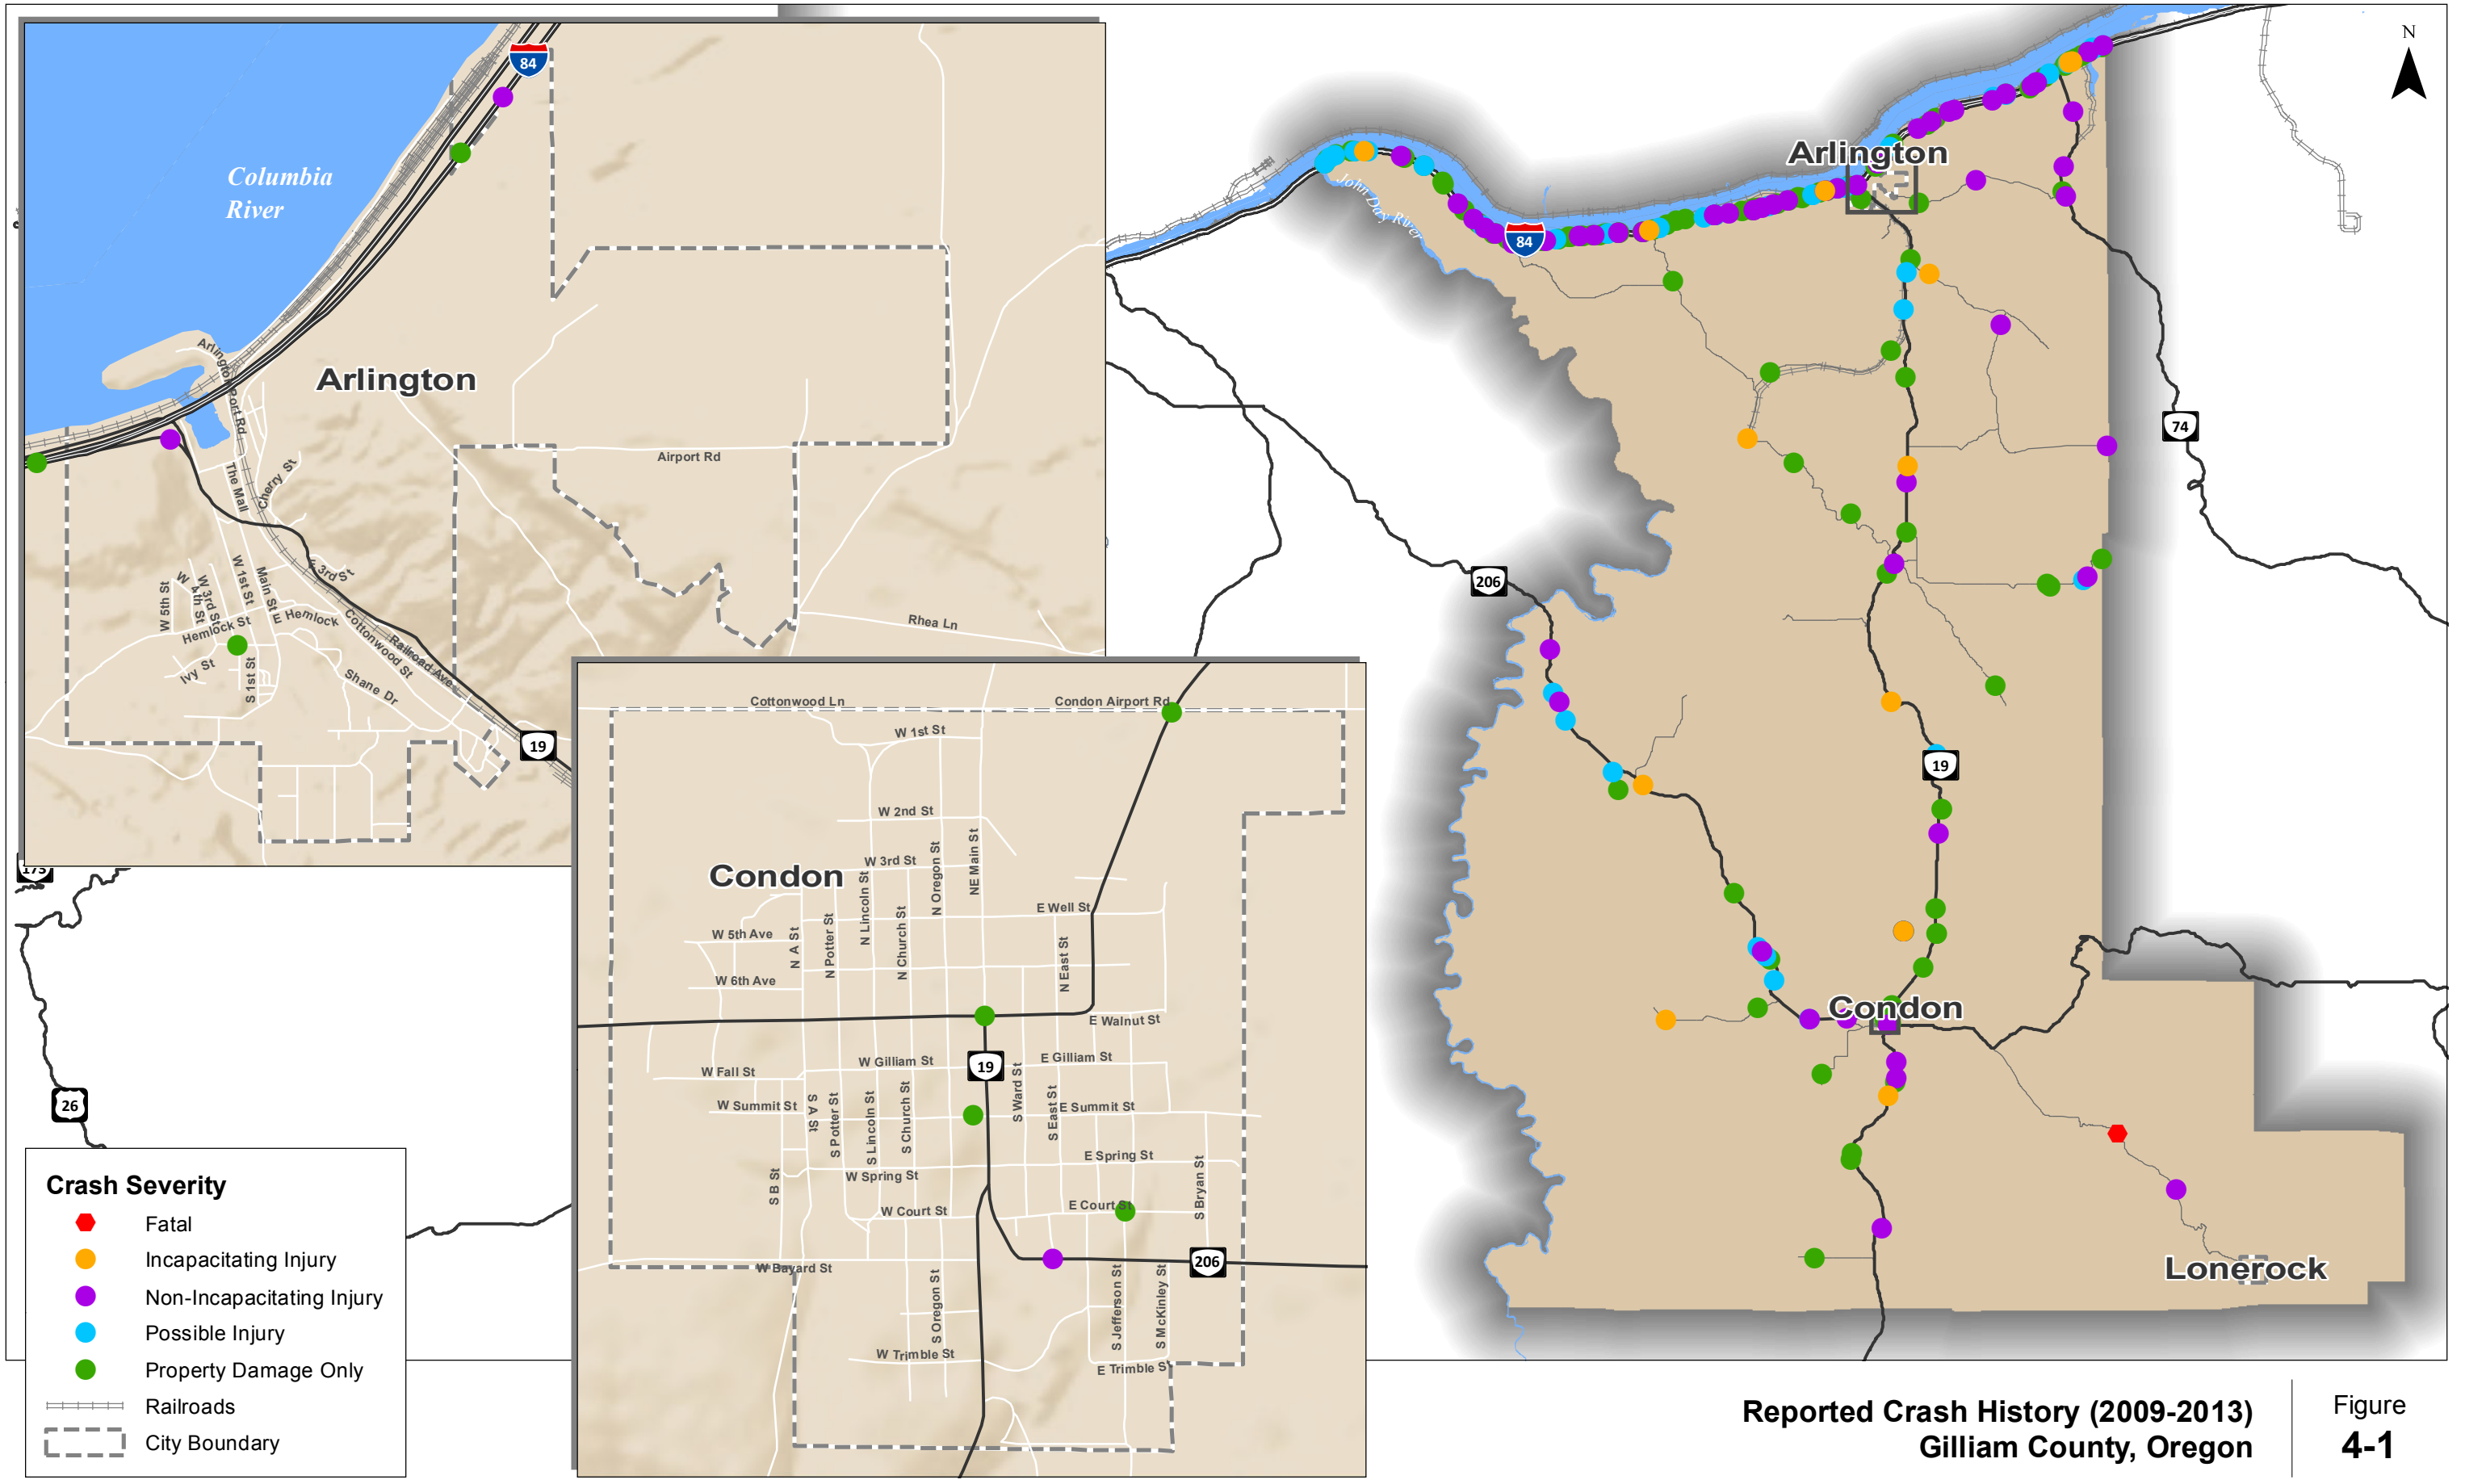 84
Columbia
River
Arlington
Arlington Port Rd
Airport Rd
The Mall
Cherry St
W 1st St
Main St
E 3rd St
W 5th St
W 4th St
W 3rd St
Hemlock St
E Hemlock
Cottonwood St
Railroad Ave
Ivy St
S 1st St
Shane Dr
Rhea Ln
19
Cottonwood Ln
Condon Airport Rd
W 1st St
W 2nd St
W 3rd St
Condon
N Lincoln St
N Oregon St
NE Main St
E Well St
W 5th Ave
N A St
N Potter St
N Church St
N East St
W 6th Ave
E Walnut St
W Gilliam St
19
E Gilliam St
W Fall St
W Summit St
S A St
S Potter St
S Lincoln St
S Church St
S Ward St
S East St
E Summit St
E Spring St
S B St
W Spring St
S Bryan St
W Court St
E Court St
W Bayard St
206
S Oregon St
S Jefferson St
S McKinley St
W Trimble St
E Trimble St
N
Arlington
John Day River
84
74
206
19
Condon
Lonerock
173
26
Crash Severity
Fatal
Incapacitating Injury
Non-Incapacitating Injury
Possible Injury
Property Damage Only
Railroads
City Boundary
Reported Crash History (2009-2013)
Gilliam County, Oregon
Figure
4-1